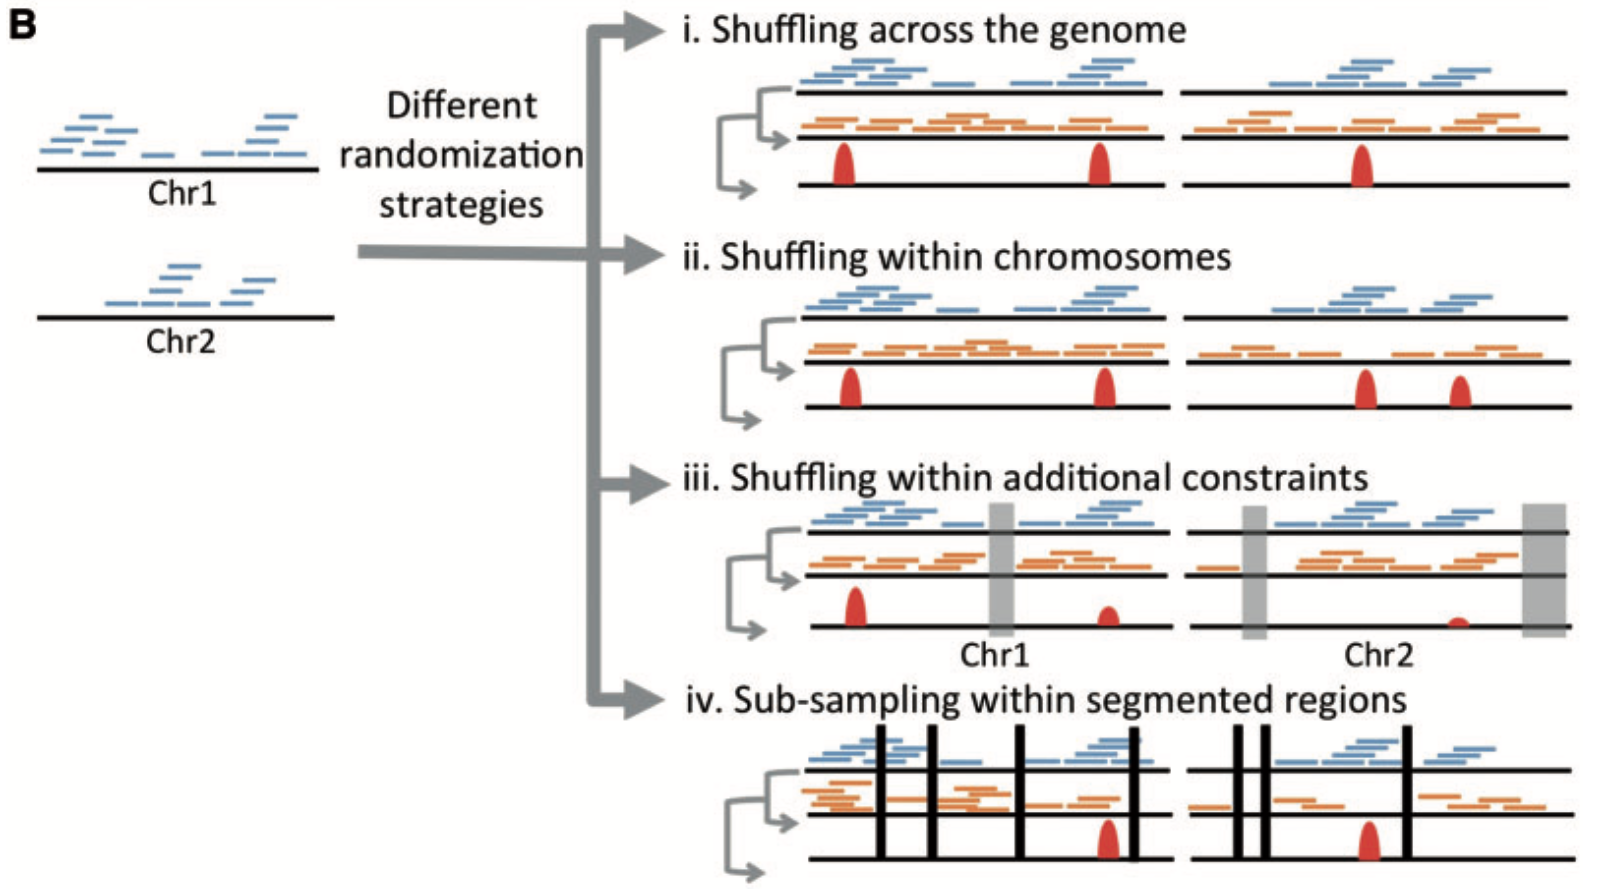 B
Chr1
Chr2
Different
randomization
strategies
i. Shuffling across the genome
ii. Shuffling within chromosomes
iii. Shuffling within additional constraints
Chr1
Chr2
iv. Sub-sampling within segmented regions